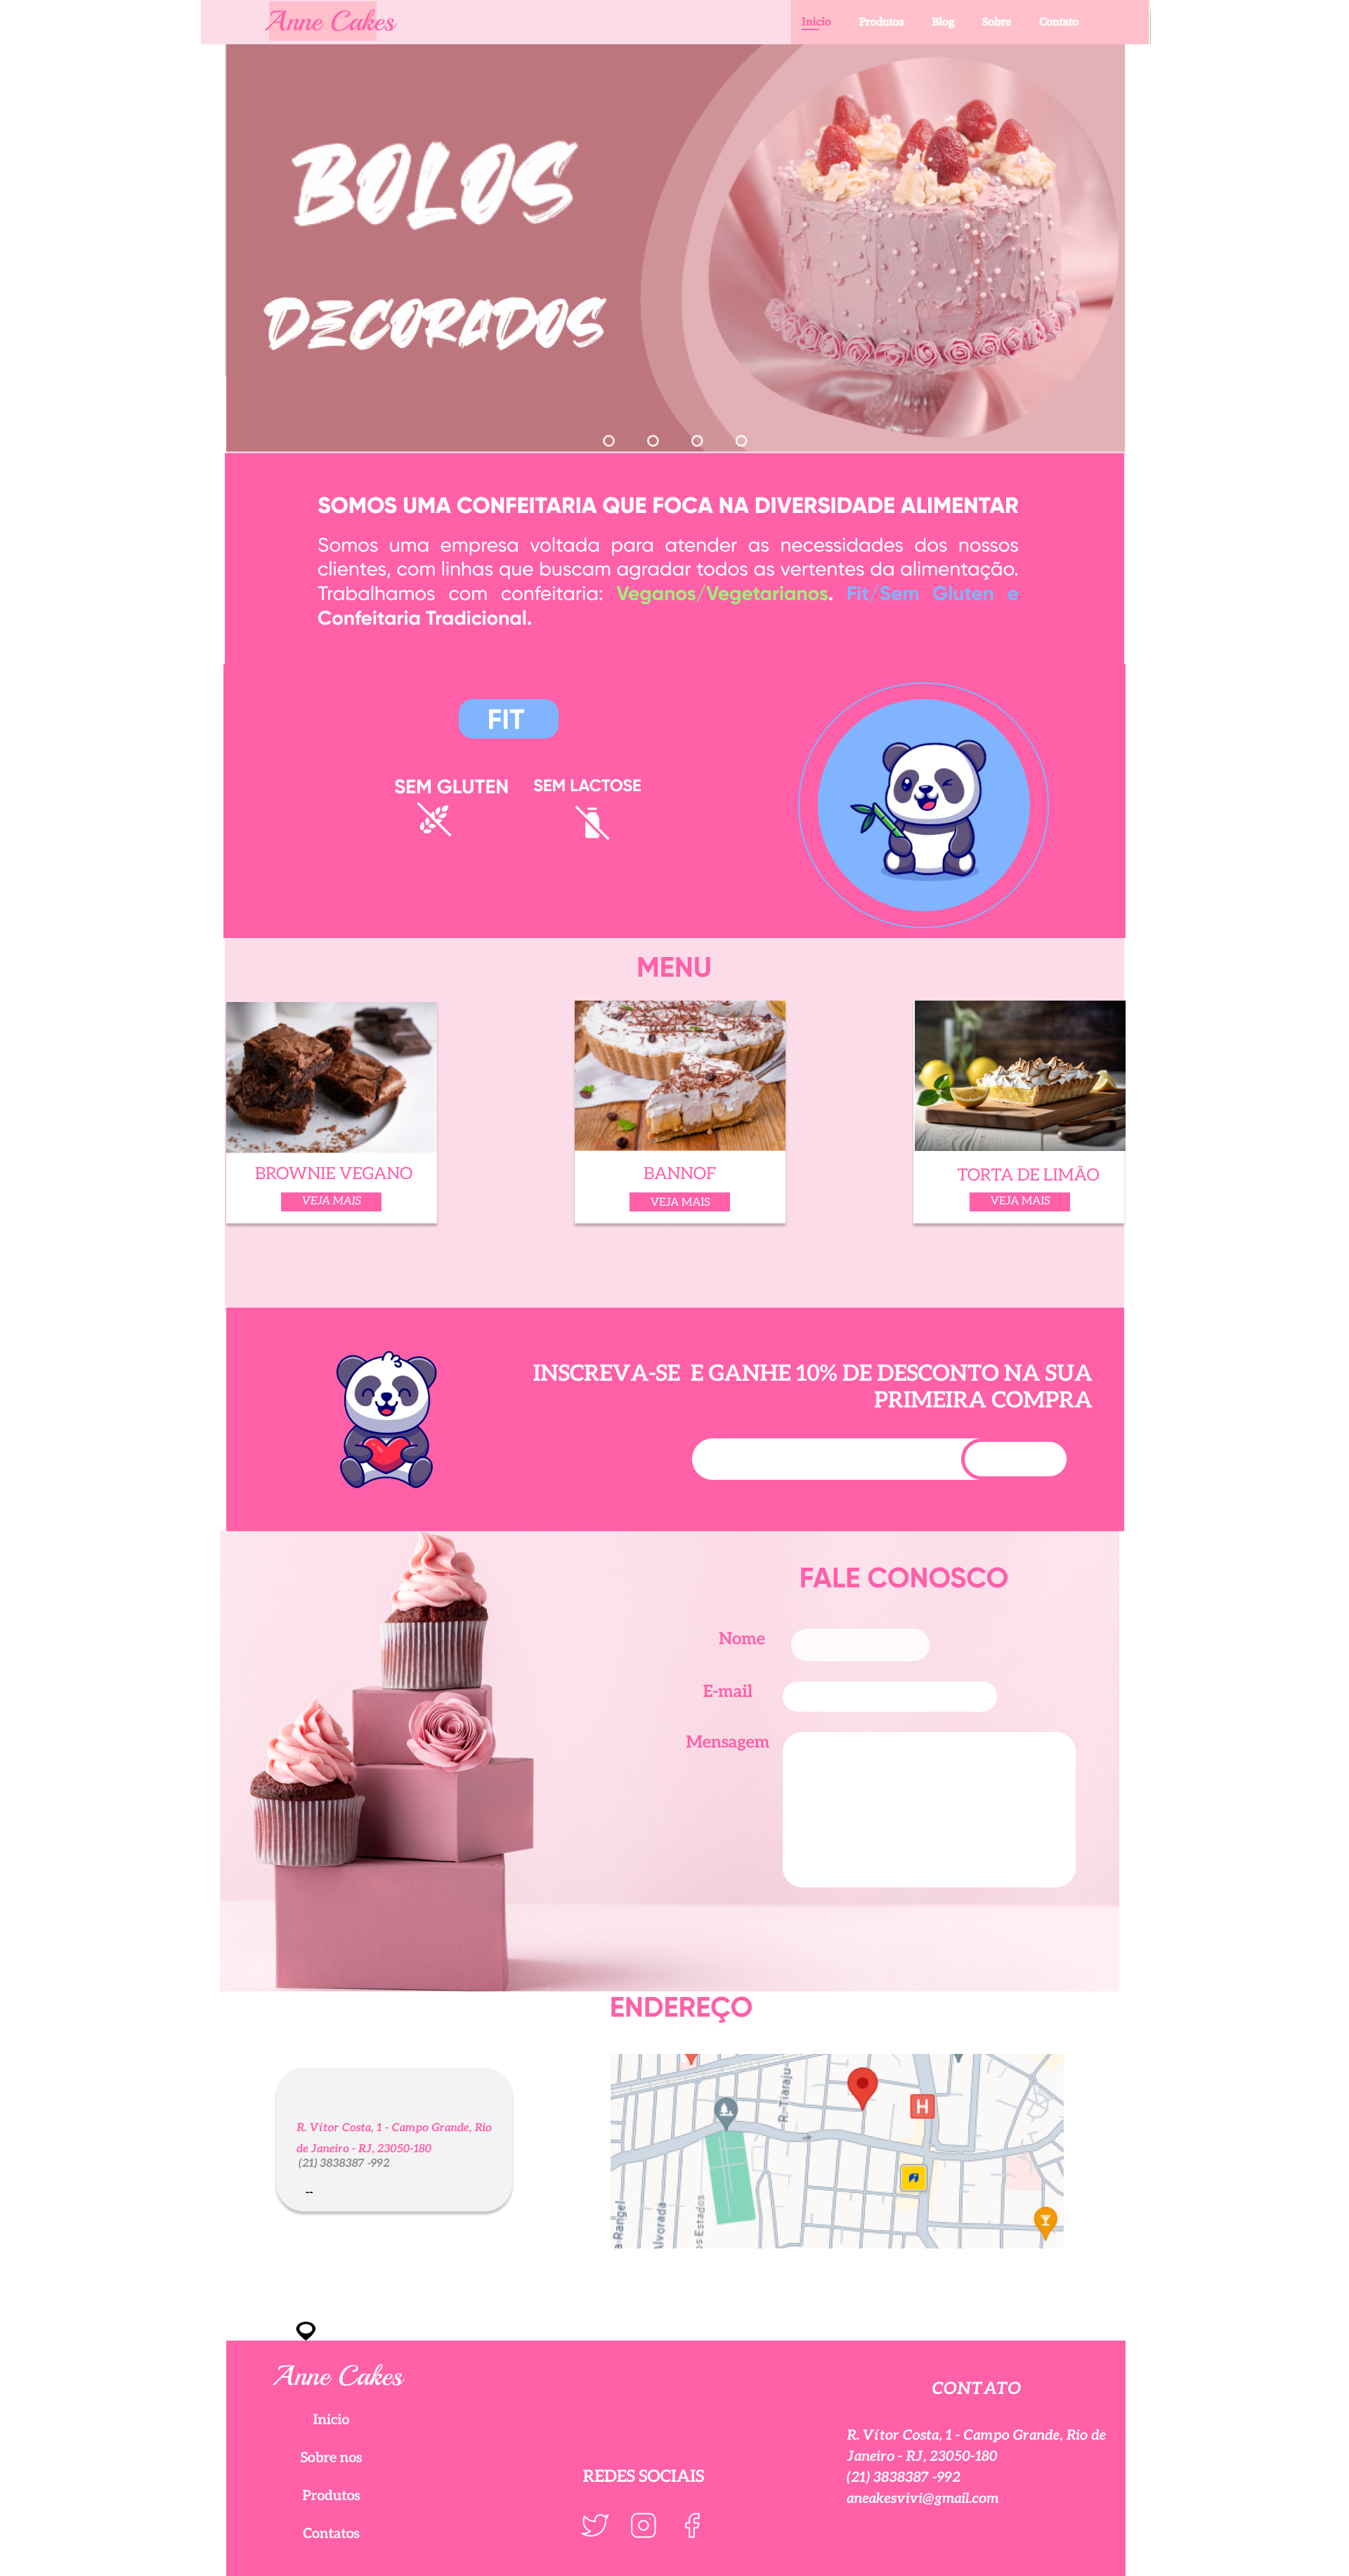 Anne Cakes
Inicio Produtos Blog Sobre Contato
BOLOS
DECORADOS
SOMOS UMA CONFEITARIA QUE FOCA NA DIVERSIDADE ALIMENTAR
Somos uma empresa voltada para atender as necessidades dos nossos
clientes, com linhas que buscam agradar todos as vertentes da alimentação.
Trabalhamos com confeitaria: Veganos/Vegetarianos. Fit/Sem Gluten e
Confeitaria Tradicional.
FIT
SEM GLUTEN SEM LACTOSE
MENU
BROWNIE VEGANO
VEJA MAIS
BANNOF
VEJA MAIS
TORTA DE LIMÃO
VEJA MAIS
INSCREVA-SE E GANHE 10% DE DESCONTO NA SUA
PRIMEIRA COMPRA
FALE CONOSCO
Nome
E-mail
Mensagem
ENDEREÇO
R. Vítor Costa, 1 - Campo Grande, Rio
de Janeiro - RJ, 23050-180
(21) 3838387 -992
--
R. Tiaraju
H
a Rangel
Alvorada
os Estados
Anne Cakes
Inicio
Sobre nos
Produtos
Contatos
REDES SOCIAIS
CONTATO
R. Vítor Costa, 1 - Campo Grande, Rio de
Janeiro - RJ, 23050-180
(21) 3838387 -992
aneakesvivi@gmail.com